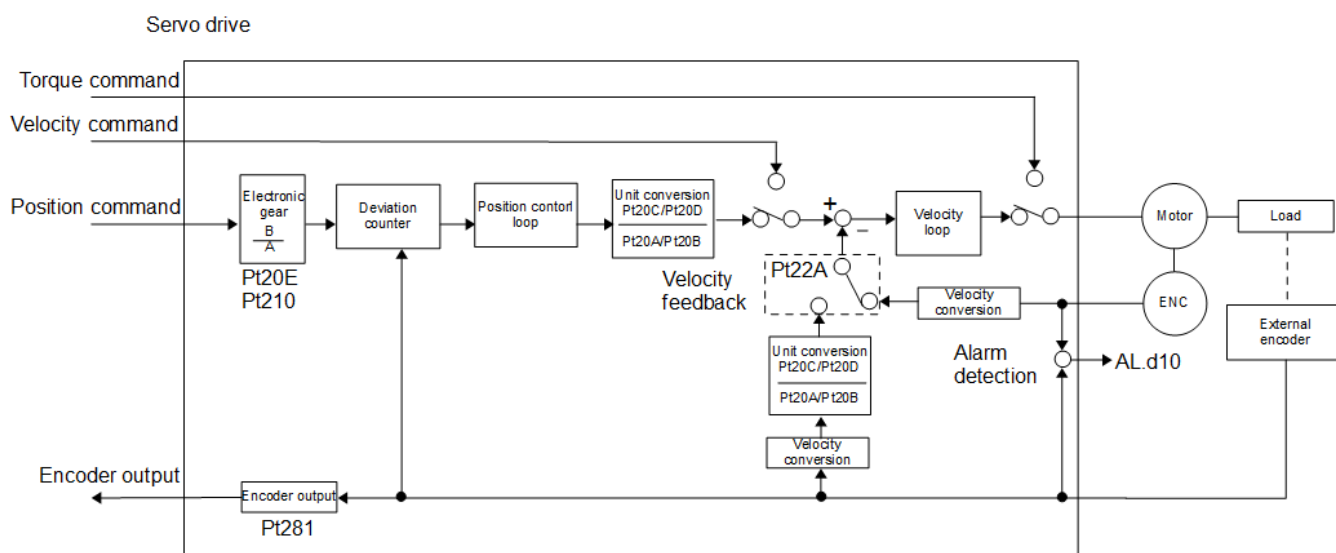 Servo drive
Torque command
Velocity command
Position command
Electronic
gear
B
A
Pt20E
Pt210
Deviation
counter
Position contorl
loop
Unit conversion
Pt20C/Pt20D
Pt20A/Pt20B
+
−
Velocity
loop
Motor
Load
Velocity
feedback
Pt22A
Velocity
conversion
ENC
External
encoder
Unit conversion
Pt20C/Pt20D
Pt20A/Pt20B
Alarm
detection
AL.d10
Velocity
conversion
Encoder output
Encoder output
Pt281